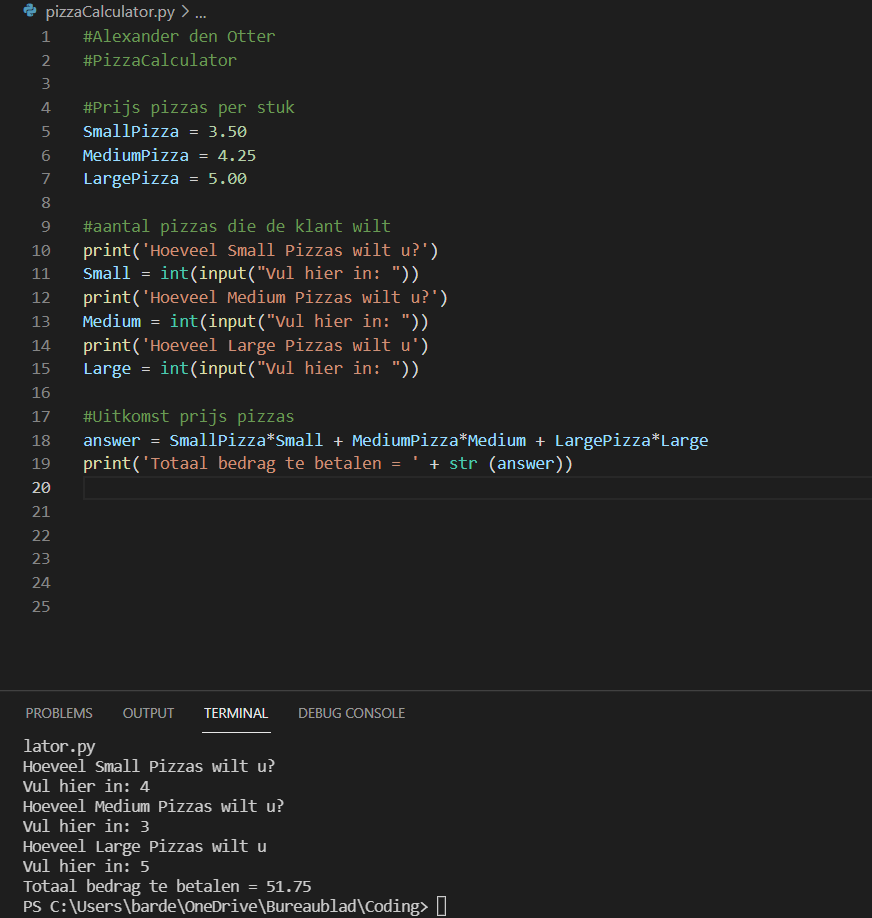 pizzaCalculator.py > ...
1 #Alexander den Otter
2 #PizzaCalculator
3
4 #Prijs pizzas per stuk
5 SmallPizza = 3.50
6 MediumPizza = 4.25
7 LargePizza = 5.00
8
9 #aantal pizzas die de klant wilt
10 print('Hoeveel Small Pizzas wilt u?')
11 Small = int(input("Vul hier in: "))
12 print('Hoeveel Medium Pizzas wilt u?')
13 Medium = int(input("Vul hier in: "))
14 print('Hoeveel Large Pizzas wilt u')
15 Large = int(input("Vul hier in: "))
16
17 #Uitkomst prijs pizzas
18 answer = SmallPizza*Small + MediumPizza*Medium + LargePizza*Large
19 print('Totaal bedrag te betalen = ' + str (answer))
20
21
22
23
24
25
PROBLEMS OUTPUT TERMINAL DEBUG CONSOLE
lator.py
Hoeveel Small Pizzas wilt u?
Vul hier in: 4
Hoeveel Medium Pizzas wilt u?
Vul hier in: 3
Hoeveel Large Pizzas wilt u
Vul hier in: 5
Totaal bedrag te betalen = 51.75
PS C:\Users\barde\OneDrive\Bureaublad\Coding>